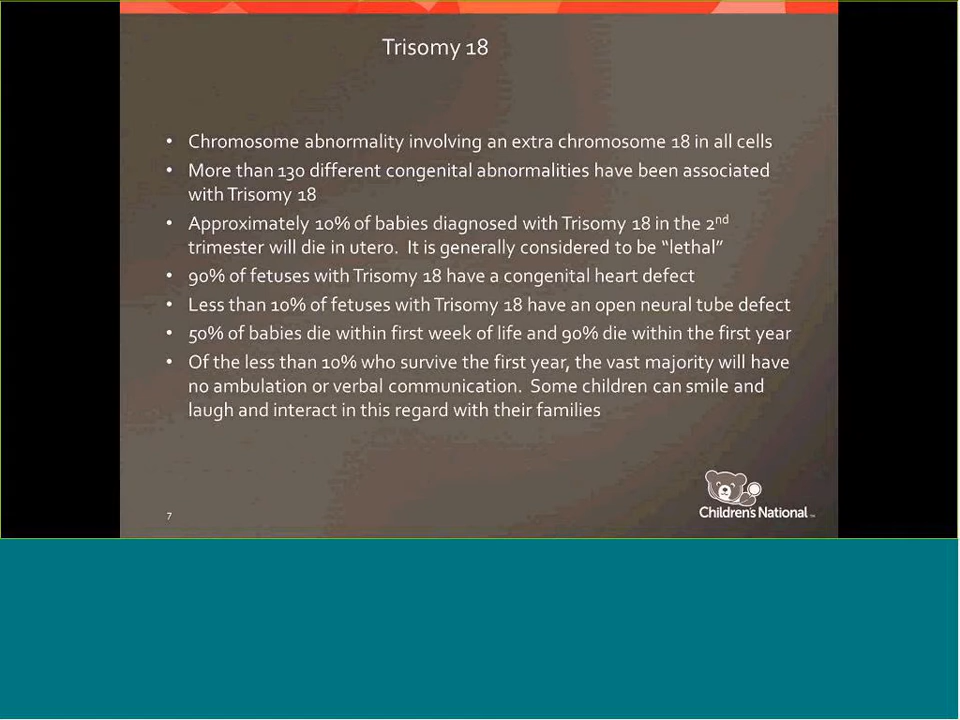 Trisomy 18
• Chromosome abnormality involving an extra chromosome 18 in all cells
• More than 130 different congenital abnormalities have been associated
with Trisomy 18
• Approximately 10% of babies diagnosed with Trisomy 18 in the 2nd
trimester will die in utero. It is generally considered to be “lethal”
• 90% of fetuses with Trisomy 18 have a congenital heart defect
• Less than 10% of fetuses with Trisomy 18 have an open neural tube defect
• 50% of babies die within first week of life and 90% die within the first year
• Of the less than 10% who survive the first year, the vast majority will have
no ambulation or verbal communication. Some children can smile and
laugh and interact in this regard with their families
7
Children's National™